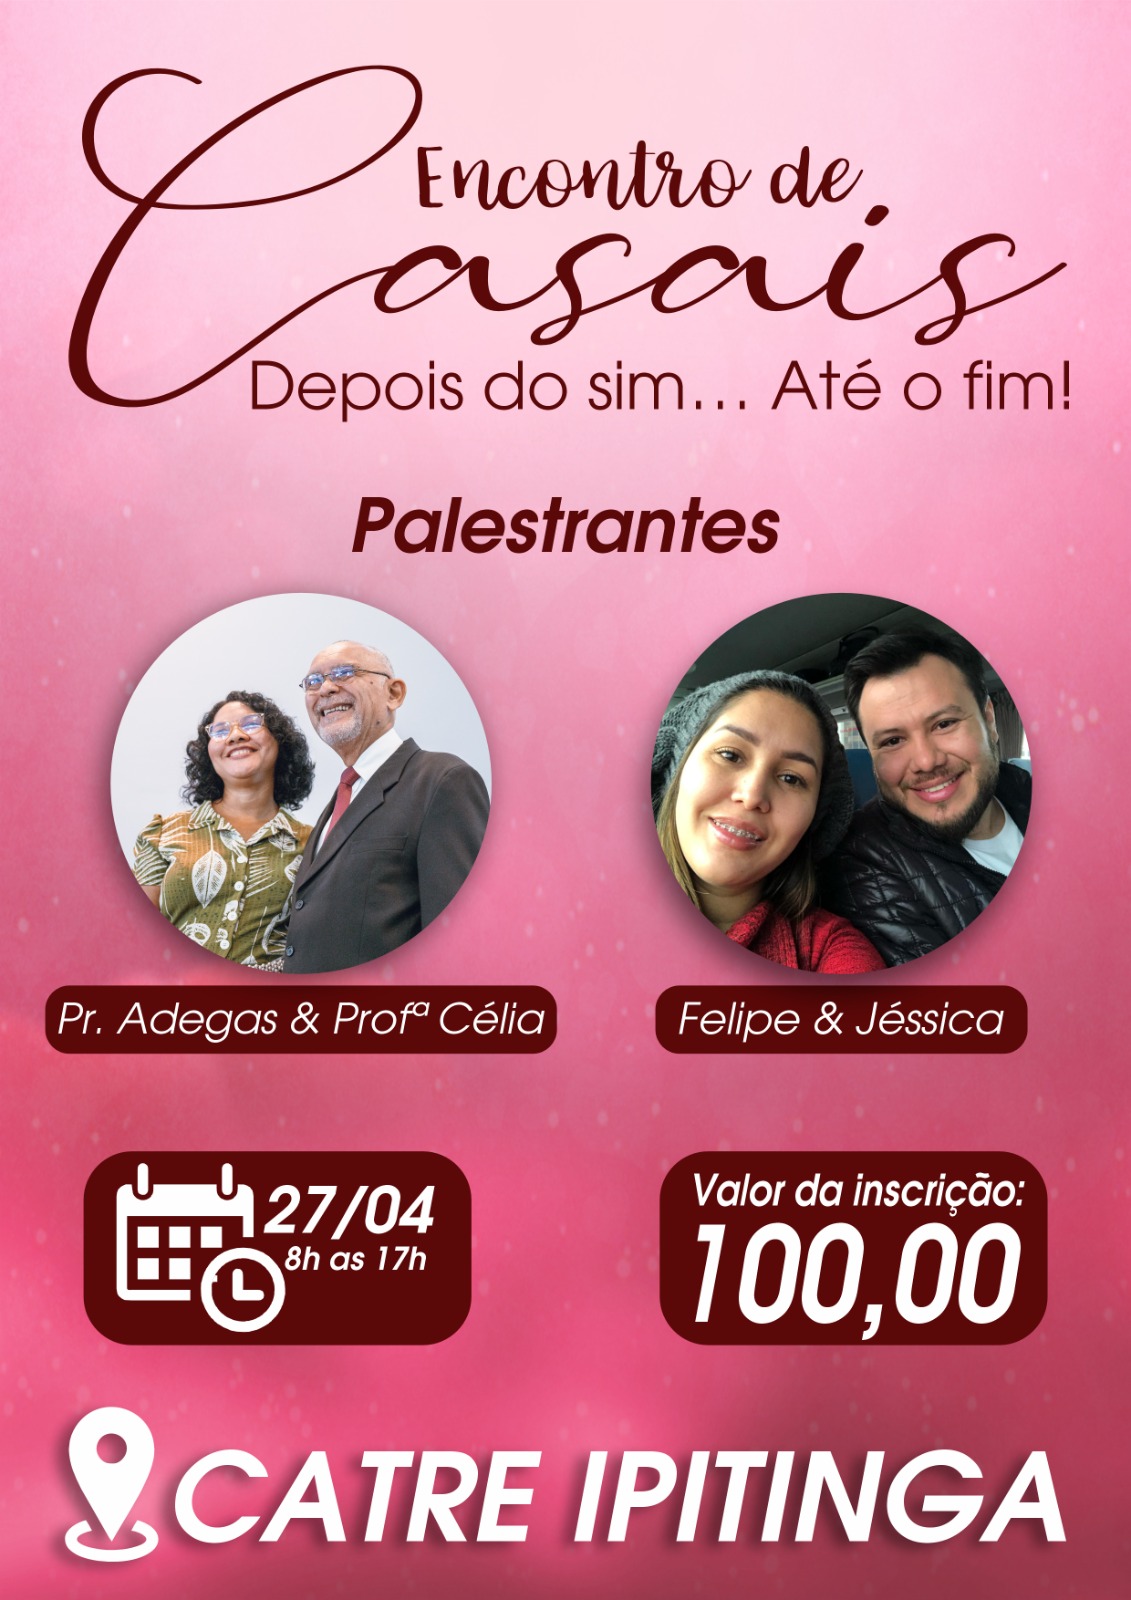 Encontro de
Casais
Depois do sim... Até o fim!
Palestrantes
Pr. Adegas & Profª Célia
Felipe & Jéssica
27/04
8h as 17h
Valor da inscrição:
100,00
CATRE IPITINGA